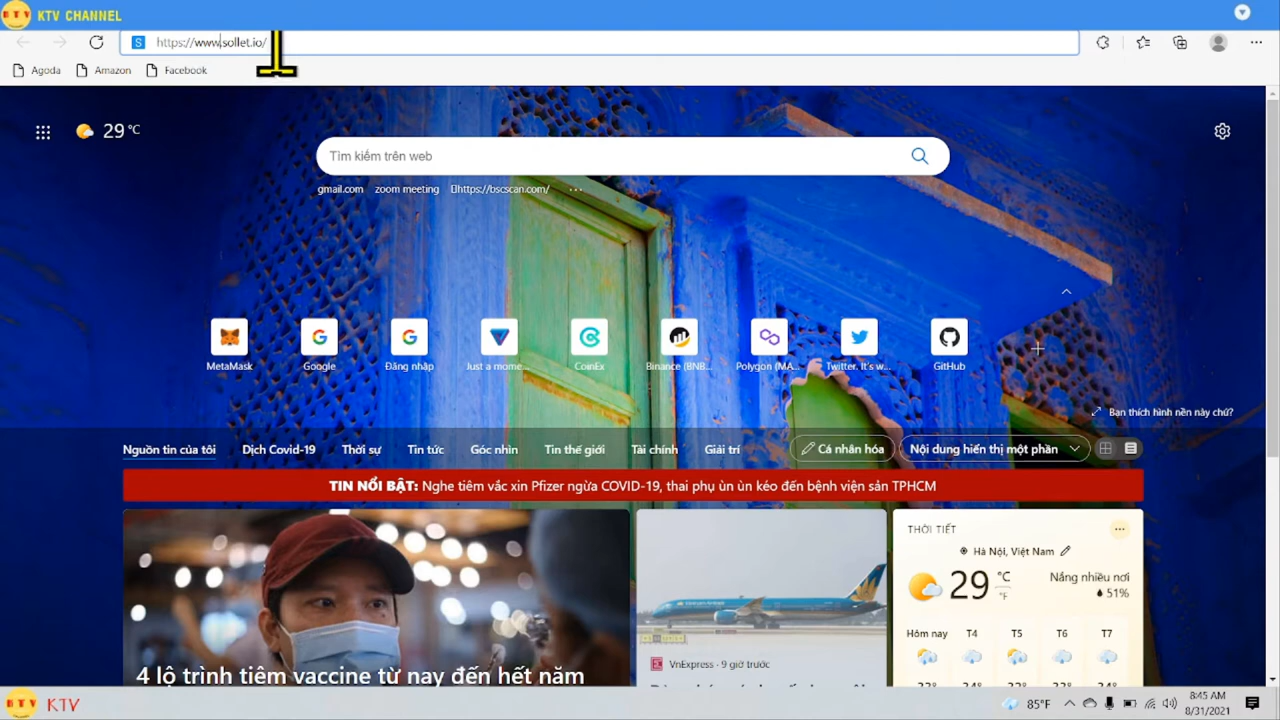 KTV KTV CHANNEL
https://www.sollet.io/
Agoda Amazon Facebook
29 °C
Tìm kiếm trên web
gmail.com zoom meeting https://bscscan.com/ ...
MetaMask Google Đăng nhập Just a mome... CoinEx Binance (BNB... Polygon (MA... Twitter. It's w... GitHub
Bạn thích hình nền này chứ?
Nguồn tin của tôi Dịch Covid-19 Thời sự Tin tức Góc nhìn Tin thế giới Tài chính Giải trí Cá nhân hóa Nội dung hiển thị một phần
TIN NỔI BẬT: Nghe tiêm vắc xin Pfizer ngừa COVID-19, thai phụ ùn ùn kéo đến bệnh viện sản TPHCM
THỜI TIẾT
Hà Nội, Việt Nam
29 °C °F
Nắng nhiều nơi
51%
Hôm nay T4 T5 T6 T7
VnExpress · 9 giờ trước
4 lộ trình tiêm vaccine từ nay đến hết năm
KTV KTV
85°F
8:45 AM
8/31/2021